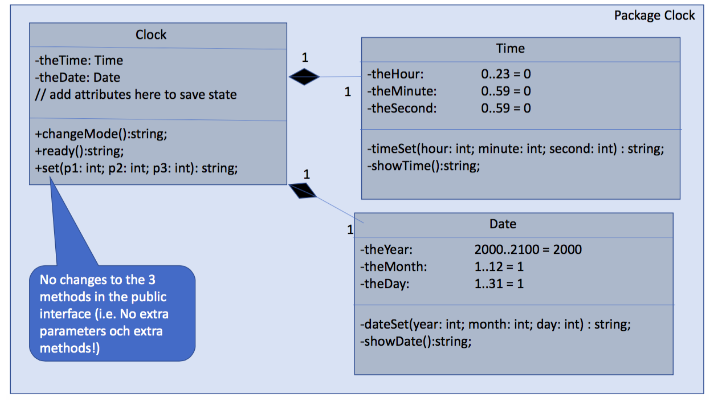 Package Clock
Clock
-theTime: Time
-theDate: Date
// add attributes here to save state
+changeMode():string;
+ready():string;
+set(p1: int; p2: int; p3: int): string;
1
1
Time
-theHour: 0..23 = 0
-theMinute: 0..59 = 0
-theSecond: 0..59 = 0
-timeSet(hour: int; minute: int; second: int) : string;
-showTime():string;
1
1
Date
-theYear: 2000..2100 = 2000
-theMonth: 1..12 = 1
-theDay: 1..31 = 1
-dateSet(year: int; month: int; day: int) : string;
-showDate():string;
No changes to the 3
methods in the public
interface (i.e. No extra
parameters och extra
methods!)